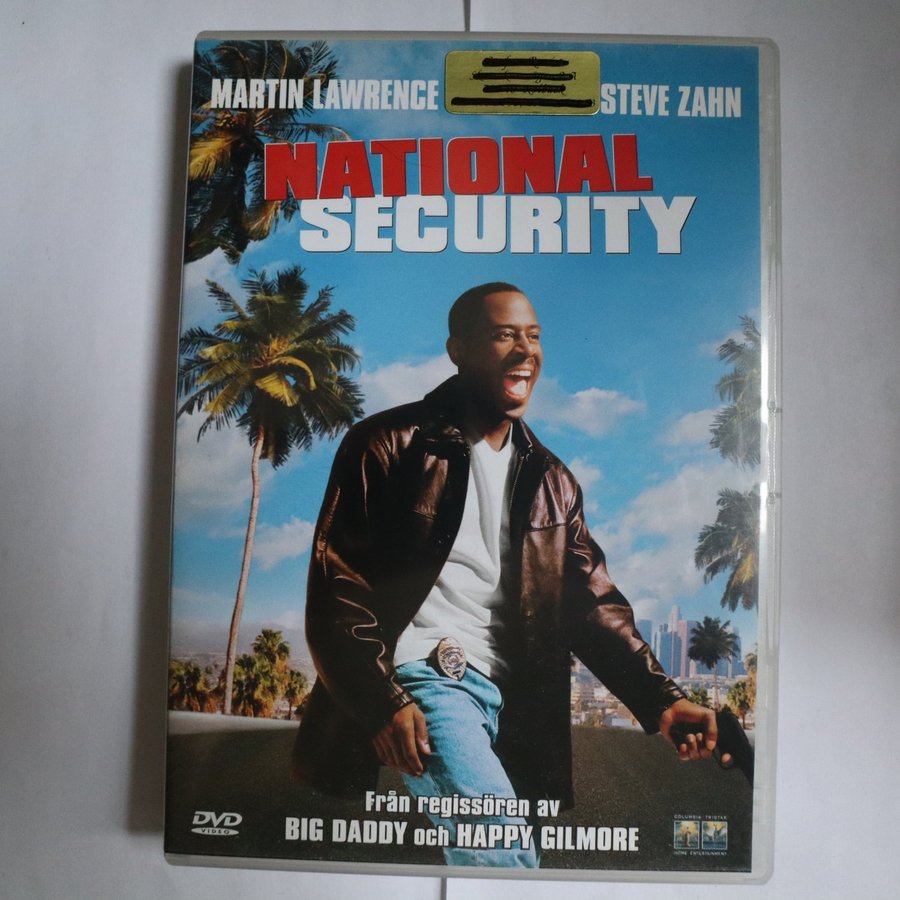 MARTIN LAWRENCE STEVE ZAHN
NATIONAL
SECURITY
Från regissören av
BIG DADDY och HAPPY GILMORE
DVD
VIDEO
COLUMBIA TRISTAR
HOME ENTERTAINMENT